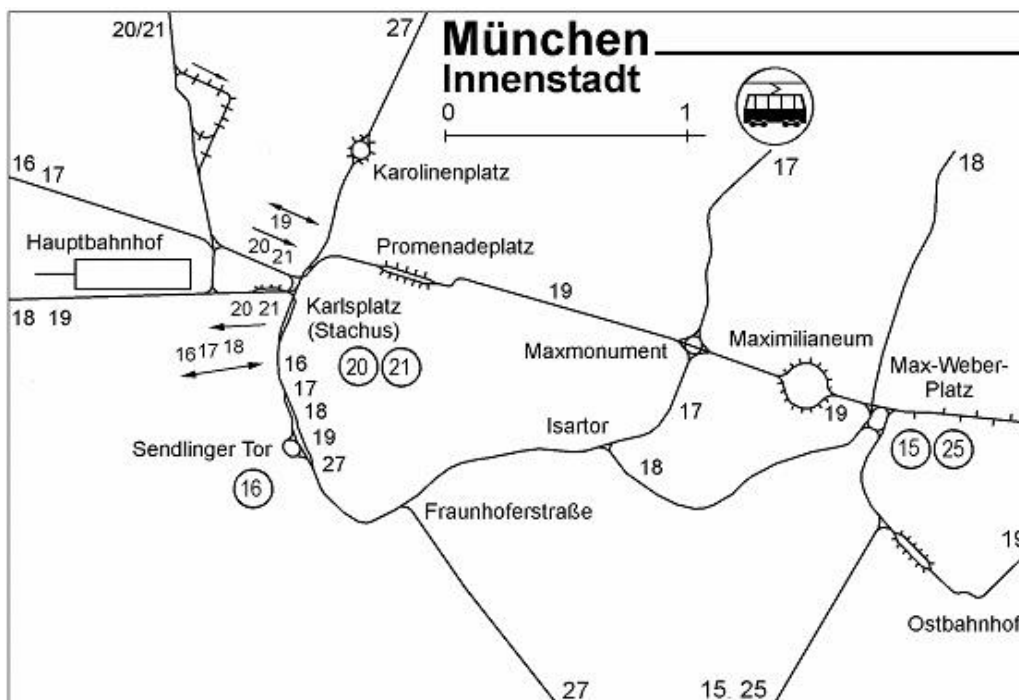 20/21
27
München
Innenstadt
0 1
16
17
Karolinenplatz
17
18
19
20
21
Hauptbahnhof
Promenadeplatz
18 19
20 21
Karlsplatz
(Stachus)
20 21
19
16 17 18
16
17
18
19
27
Maxmonument
Maximilianeum
Max-Weber-
Platz
19
15 25
17
Isartor
18
Sendlinger Tor
16
Fraunhoferstraße
19
Ostbahnhof
27
15, 25